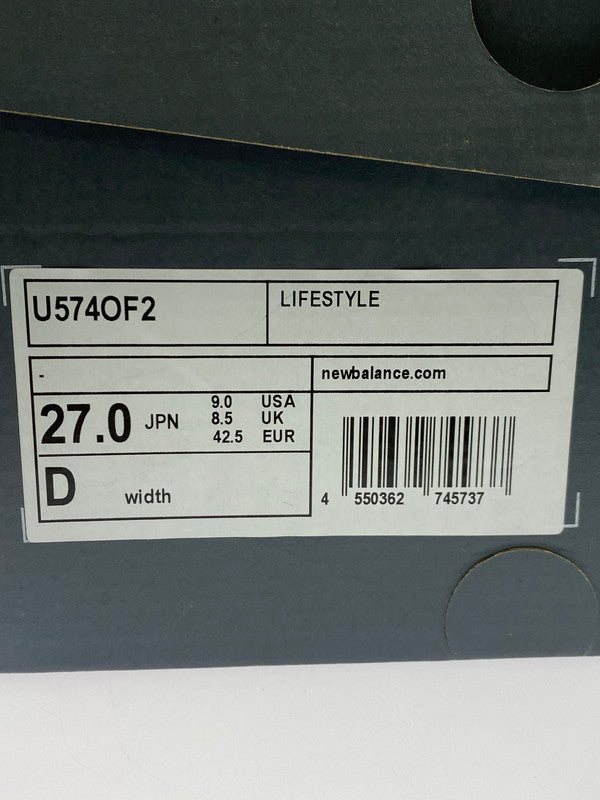 U574OF2
LIFESTYLE
-
newbalance.com
27.0 JPN
9.0 USA
8.5 UK
42.5 EUR
D width
4 550362 745737